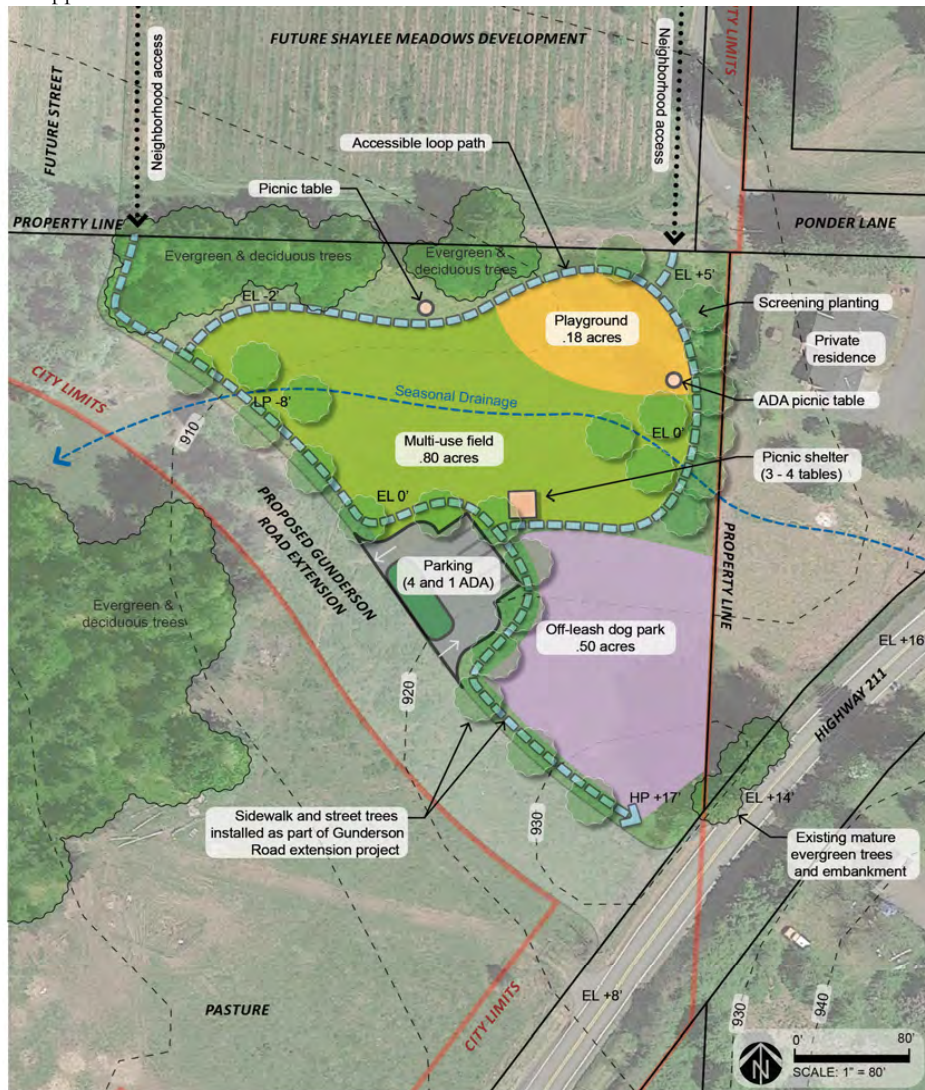 FUTURE SHAYLEE MEADOWS DEVELOPMENT
CITY LIMITS
FUTURE STREET
Neighborhood access
Neighborhood access
Accessible loop path
Picnic table
PROPERTY LINE
PONDER LANE
Evergreen & deciduous trees
Evergreen &
deciduous trees
EL +5'
EL -2'
Screening planting
Playground
.18 acres
Private
residence
CITY LIMITS
Seasonal Drainage
ADA picnic table
LP -8'
910
EL 0'
Multi-use field
.80 acres
Picnic shelter
(3 - 4 tables)
EL 0'
PROPOSED GUNDERSON
ROAD EXTENSION
Parking
(4 and 1 ADA)
PROPERTY LINE
Evergreen &
deciduous trees
Off-leash dog park
.50 acres
EL +16'
HIGHWAY 211
920
HP +17'
EL +14'
Sidewalk and street trees
installed as part of Gunderson
Road extension project
930
Existing mature
evergreen trees
and embankment
CITY LIMITS
EL +8'
PASTURE
930
940
N
0'
80'
SCALE: 1" = 80'